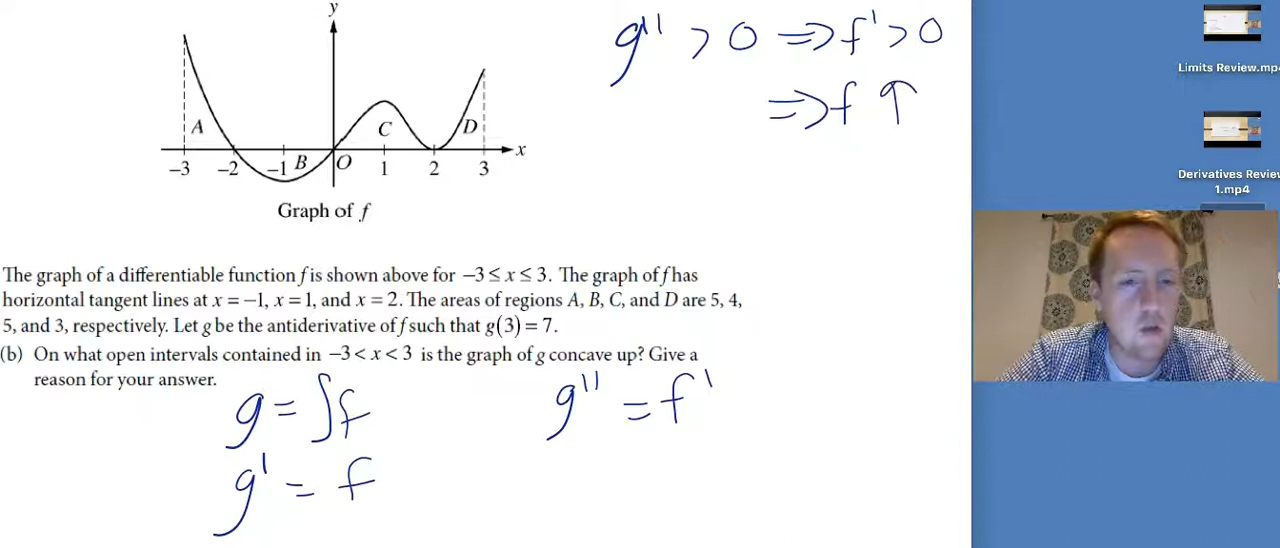 y
g'' > 0 ⇒ f' > 0
⇒ f ↑
Limits Review.mp4
A
C
D
B
O
x
−3 −2 −1 1 2 3
Graph of f
Derivatives Review 1.mp4
The graph of a differentiable function f is shown above for −3 ≤ x ≤ 3. The graph of f has
horizontal tangent lines at x = −1, x = 1, and x = 2. The areas of regions A, B, C, and D are 5, 4,
5, and 3, respectively. Let g be the antiderivative of f such that g(3) = 7.
(b) On what open intervals contained in −3 < x < 3 is the graph of g concave up? Give a
reason for your answer.
g = ∫f
g'' = f'
g' = f